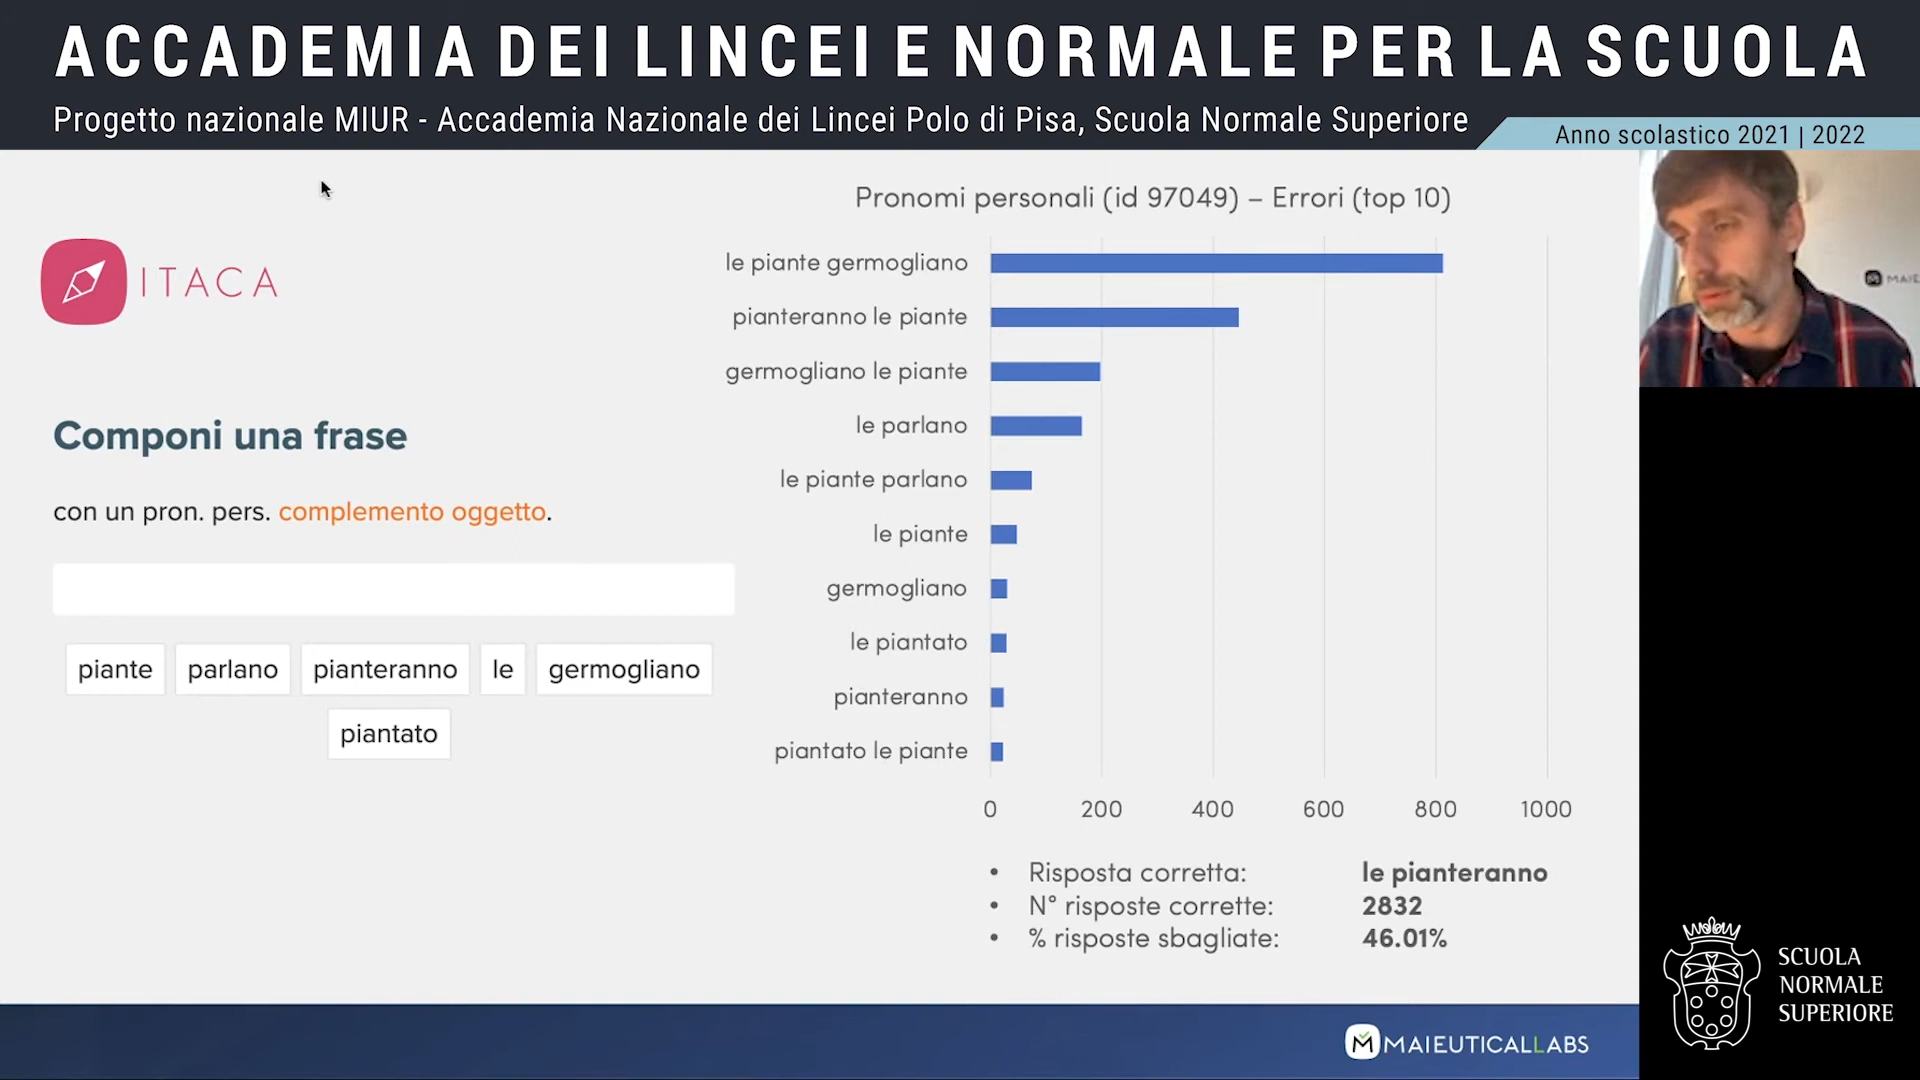 ACCADEMIA DEI LINCEI E NORMALE PER LA SCUOLA
Progetto nazionale MIUR - Accademia Nazionale dei Lincei Polo di Pisa, Scuola Normale Superiore
Anno scolastico 2021 | 2022
ITACA
Componi una frase
con un pron. pers. complemento oggetto.
piante parlano pianteranno le germogliano
piantato
Pronomi personali (id 97049) – Errori (top 10)
le piante germogliano
pianteranno le piante
germogliano le piante
le parlano
le piante parlano
le piante
germogliano
le piantato
pianteranno
piantato le piante
0 200 400 600 800 1000
• Risposta corretta: le pianteranno
• N° risposte corrette: 2832
• % risposte sbagliate: 46.01%
MAIEUTICALLABS
MAIE
SCUOLA
NORMALE
SUPERIORE